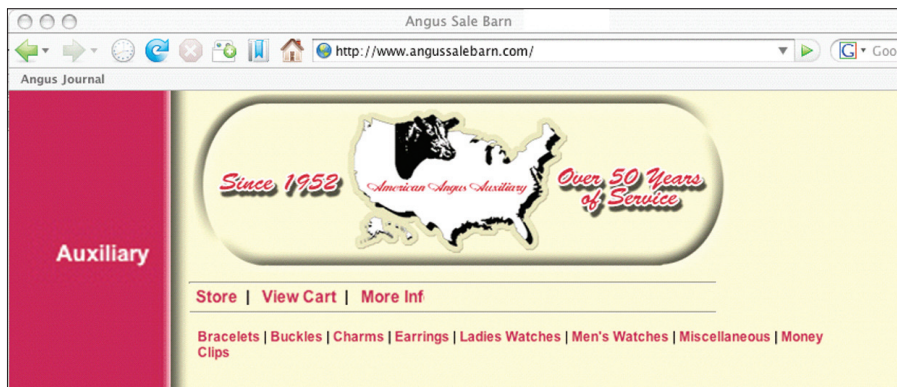 Angus Sale Barn
http://www.angussalebarn.com/
G Goo
Angus Journal
Since 1952
American Angus Auxiliary
Over 50 Years
of Service
Auxiliary
Store | View Cart | More Inf
Bracelets | Buckles | Charms | Earrings | Ladies Watches | Men's Watches | Miscellaneous | Money
Clips